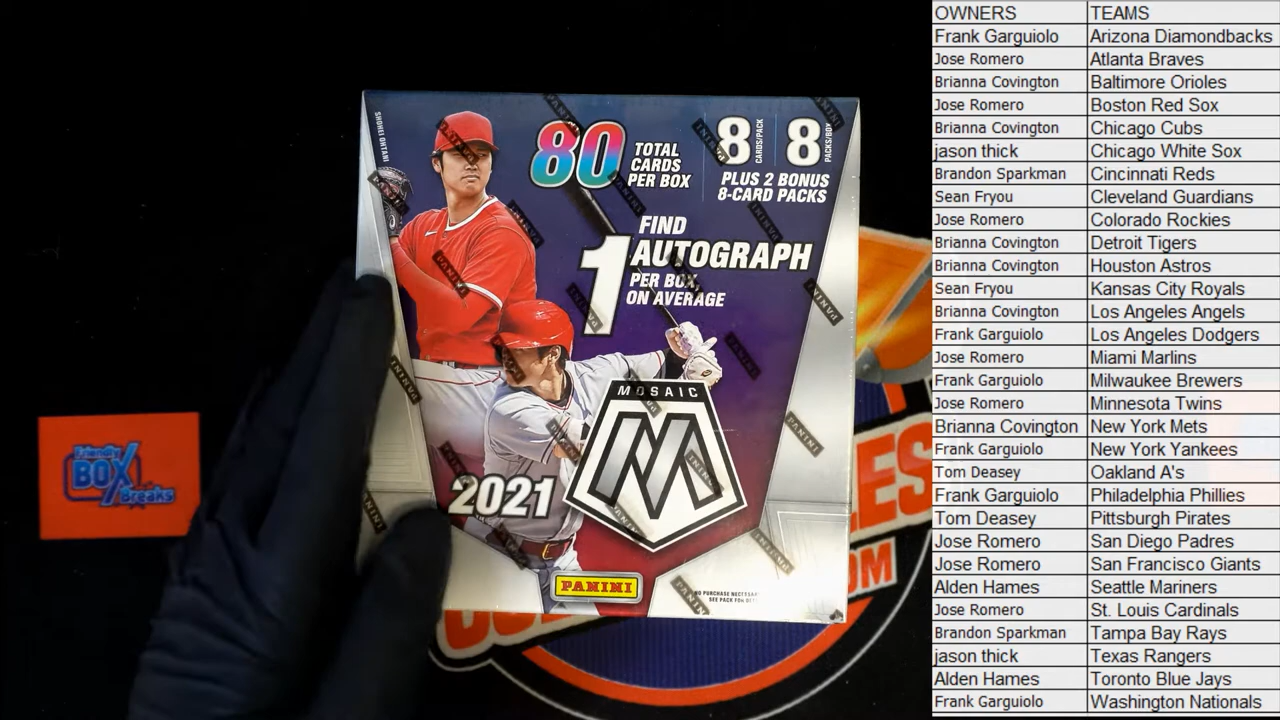 SHOHEI OHTANI
80
TOTAL
CARDS
PER BOX
8
CARDS/PACK
8
PACKS/BOX
PLUS 2 BONUS
8-CARD PACKS
FIND
1
AUTOGRAPH
PER BOX,
ON AVERAGE
MOSAIC
M
2021
PANINI
NO PURCHASE NECESSARY
PANINI
Friendly
BOX
Breaks
.COM
OWNERS TEAMS
Frank Garguiolo Arizona Diamondbacks
Jose Romero Atlanta Braves
Brianna Covington Baltimore Orioles
Jose Romero Boston Red Sox
Brianna Covington Chicago Cubs
jason thick Chicago White Sox
Brandon Sparkman Cincinnati Reds
Sean Fryou Cleveland Guardians
Jose Romero Colorado Rockies
Brianna Covington Detroit Tigers
Brianna Covington Houston Astros
Sean Fryou Kansas City Royals
Brianna Covington Los Angeles Angels
Frank Garguiolo Los Angeles Dodgers
Jose Romero Miami Marlins
Frank Garguiolo Milwaukee Brewers
Jose Romero Minnesota Twins
Brianna Covington New York Mets
Frank Garguiolo New York Yankees
Tom Deasey Oakland A's
Frank Garguiolo Philadelphia Phillies
Tom Deasey Pittsburgh Pirates
Jose Romero San Diego Padres
Jose Romero San Francisco Giants
Alden Hames Seattle Mariners
Jose Romero St. Louis Cardinals
Brandon Sparkman Tampa Bay Rays
jason thick Texas Rangers
Alden Hames Toronto Blue Jays
Frank Garguiolo Washington Nationals